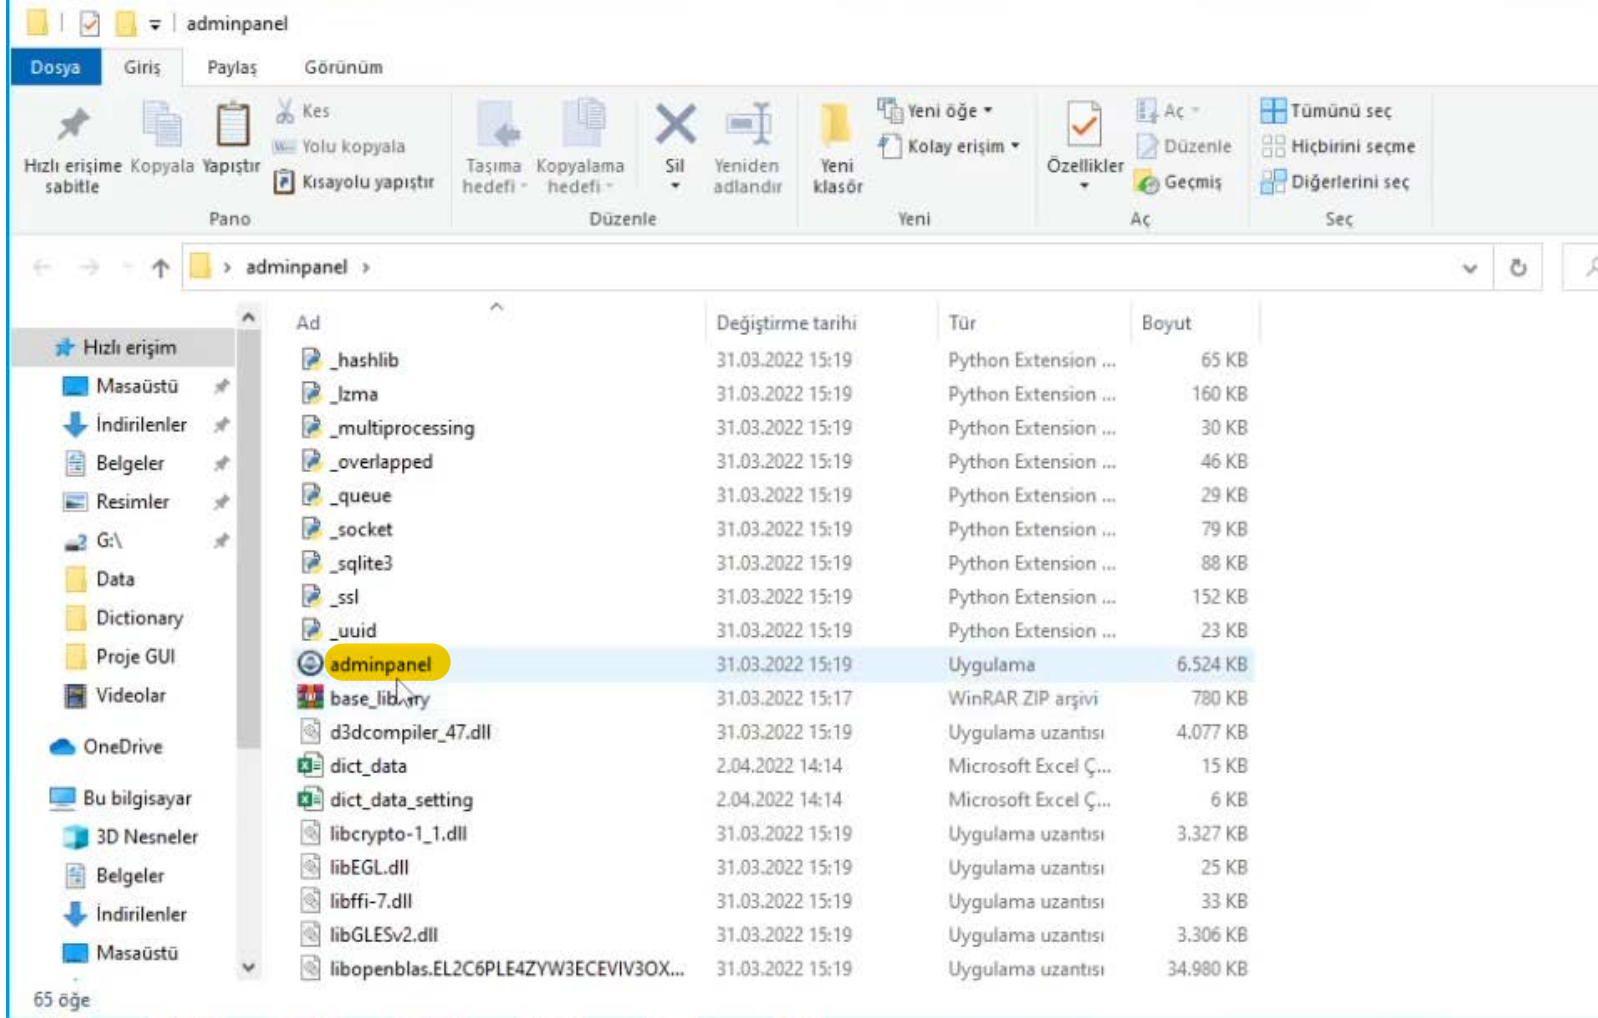 adminpanel
Dosya Giriş Paylaş Görünüm
Hızlı erişime sabitle
Kopyala
Yapıştır
Kes
Yolu kopyala
Kısayolu yapıştır
Pano
Taşıma hedefi
Kopyalama hedefi
Sil
Yeniden adlandır
Düzenle
Yeni klasör
Yeni öğe
Kolay erişim
Yeni
Özellikler
Aç
Düzenle
Geçmiş
Aç
Tümünü seç
Hiçbirini seçme
Diğerlerini seç
Seç
adminpanel
Hızlı erişim
Masaüstü
İndirilenler
Belgeler
Resimler
G:\
Data
Dictionary
Proje GUI
Videolar
OneDrive
Bu bilgisayar
3D Nesneler
Belgeler
İndirilenler
Masaüstü
Ad Değiştirme tarihi Tür Boyut
_hashlib 31.03.2022 15:19 Python Extension ... 65 KB
_lzma 31.03.2022 15:19 Python Extension ... 160 KB
_multiprocessing 31.03.2022 15:19 Python Extension ... 30 KB
_overlapped 31.03.2022 15:19 Python Extension ... 46 KB
_queue 31.03.2022 15:19 Python Extension ... 29 KB
_socket 31.03.2022 15:19 Python Extension ... 79 KB
_sqlite3 31.03.2022 15:19 Python Extension ... 88 KB
_ssl 31.03.2022 15:19 Python Extension ... 152 KB
_uuid 31.03.2022 15:19 Python Extension ... 23 KB
adminpanel 31.03.2022 15:19 Uygulama 6.524 KB
base_library 31.03.2022 15:17 WinRAR ZIP arşivi 780 KB
d3dcompiler_47.dll 31.03.2022 15:19 Uygulama uzantısı 4.077 KB
dict_data 2.04.2022 14:14 Microsoft Excel Ç... 15 KB
dict_data_setting 2.04.2022 14:14 Microsoft Excel Ç... 6 KB
libcrypto-1_1.dll 31.03.2022 15:19 Uygulama uzantısı 3.327 KB
libEGL.dll 31.03.2022 15:19 Uygulama uzantısı 25 KB
libffi-7.dll 31.03.2022 15:19 Uygulama uzantısı 33 KB
libGLESv2.dll 31.03.2022 15:19 Uygulama uzantısı 3.306 KB
libopenblas.EL2C6PLE4ZYW3ECEVIV3OX... 31.03.2022 15:19 Uygulama uzantısı 34.980 KB
65 öğe